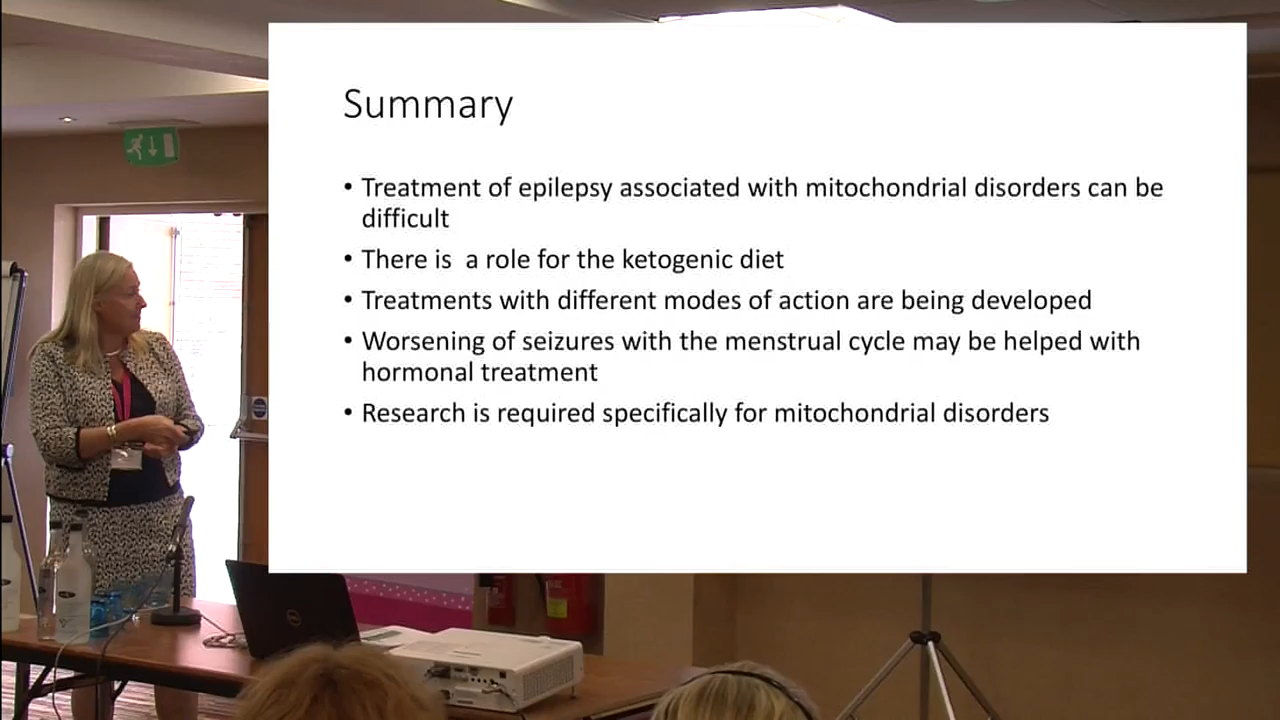 Summary
• Treatment of epilepsy associated with mitochondrial disorders can be
difficult
• There is  a role for the ketogenic diet
• Treatments with different modes of action are being developed
• Worsening of seizures with the menstrual cycle may be helped with
hormonal treatment
• Research is required specifically for mitochondrial disorders